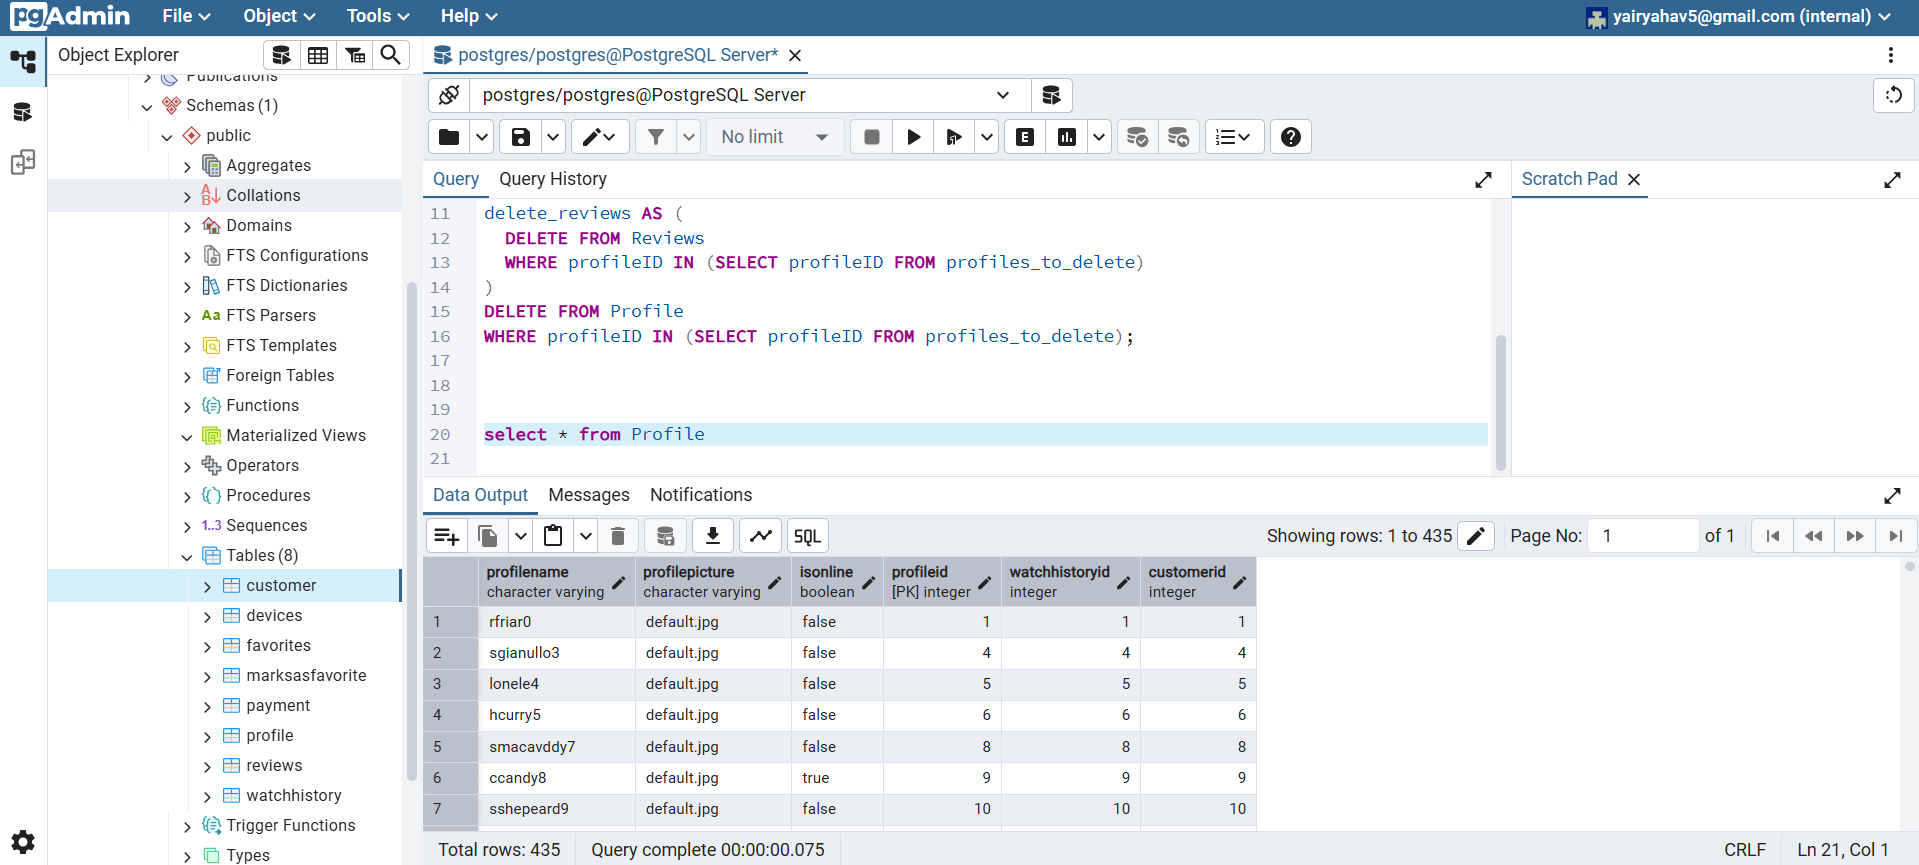 pgAdmin File Object Tools Help yairyahav5@gmail.com (internal)
Object Explorer
Publications
Schemas (1)
public
Aggregates
Collations
Domains
FTS Configurations
FTS Dictionaries
Aa FTS Parsers
FTS Templates
Foreign Tables
Functions
Materialized Views
Operators
Procedures
1..3 Sequences
Tables (8)
customer
devices
favorites
marksasfavorite
payment
profile
reviews
watchhistory
Trigger Functions
Types
postgres/postgres@PostgreSQL Server*
postgres/postgres@PostgreSQL Server
No limit
E
Query Query History
Scratch Pad
11 delete_reviews AS (
12 DELETE FROM Reviews
13 WHERE profileID IN (SELECT profileID FROM profiles_to_delete)
14 )
15 DELETE FROM Profile
16 WHERE profileID IN (SELECT profileID FROM profiles_to_delete);
17
18
19
20 select * from Profile
21
Data Output Messages Notifications
SQL Showing rows: 1 to 435 Page No: 1 of 1
profilename profilepicture isonline profileid watchhistoryid customerid
character varying character varying boolean [PK] integer integer integer
1 rfriar0 default.jpg false 1 1 1
2 sgianullo3 default.jpg false 4 4 4
3 lonele4 default.jpg false 5 5 5
4 hcurry5 default.jpg false 6 6 6
5 smacavddy7 default.jpg false 8 8 8
6 ccandy8 default.jpg true 9 9 9
7 sshepeard9 default.jpg false 10 10 10
Total rows: 435 Query complete 00:00:00.075 CRLF Ln 21, Col 1